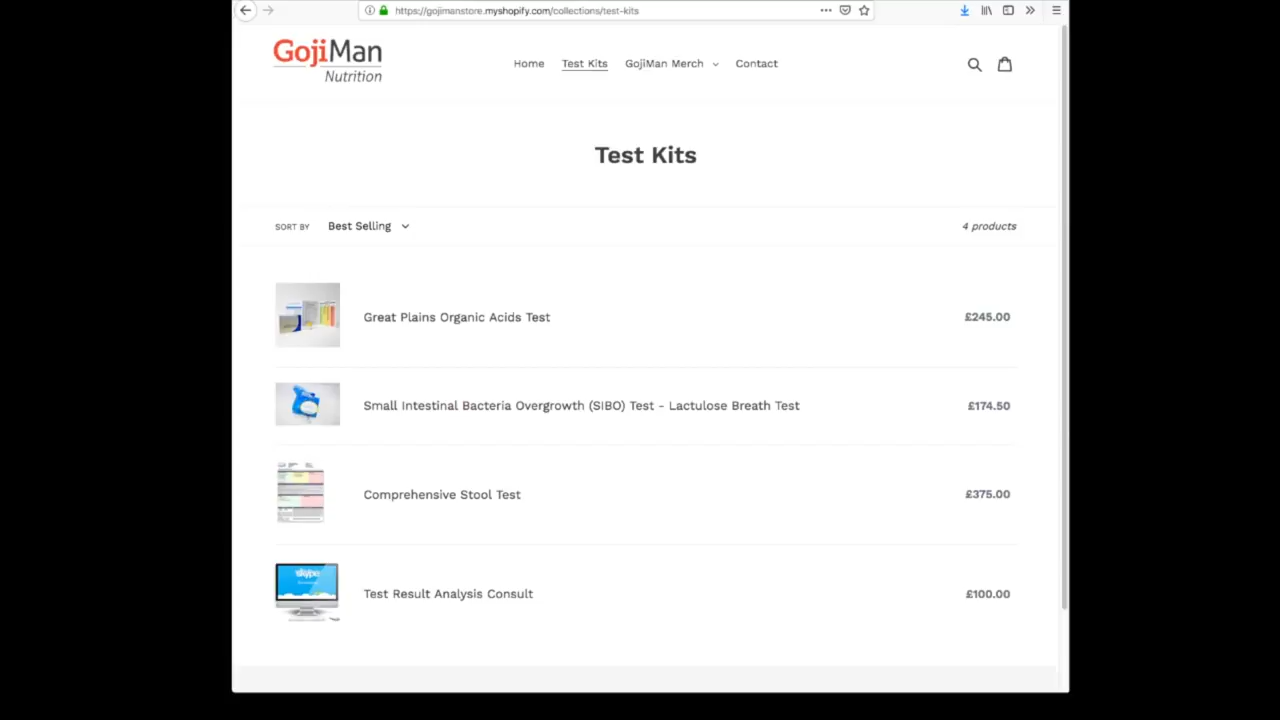 https://gojimanstore.myshopify.com/collections/test-kits
GojiMan
Nutrition
Home Test Kits GojiMan Merch Contact
Test Kits
SORT BY Best Selling 4 products
Great Plains Organic Acids Test £245.00
Small Intestinal Bacteria Overgrowth (SIBO) Test - Lactulose Breath Test £174.50
Comprehensive Stool Test £375.00
skype
Test Result Analysis Consult £100.00